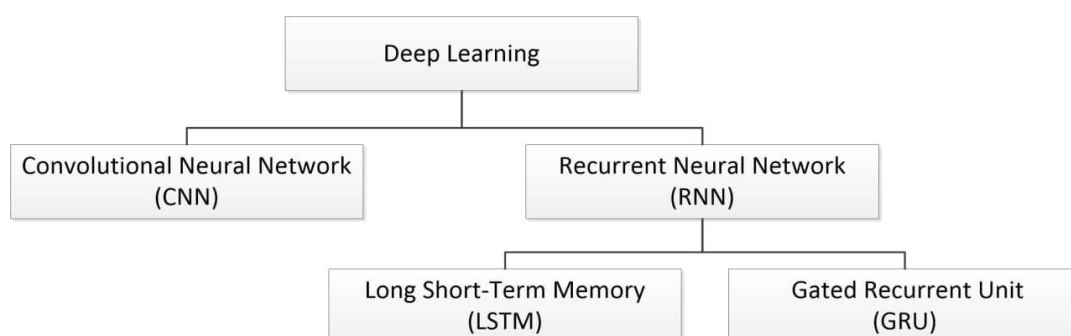 Deep Learning
Convolutional Neural Network
(CNN)
Recurrent Neural Network
(RNN)
Long Short-Term Memory
(LSTM)
Gated Recurrent Unit
(GRU)